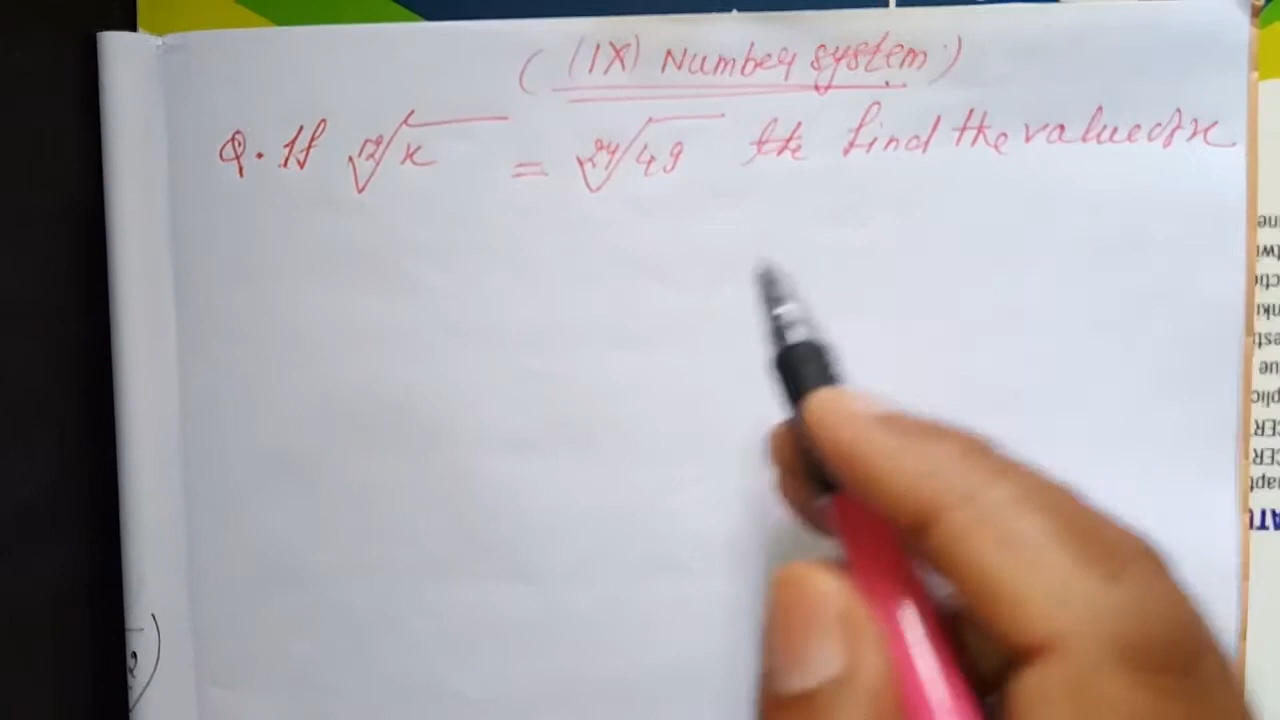 ( (IX) Number system )
Q. If ¹²√x = ²⁴√49 the find the value of x